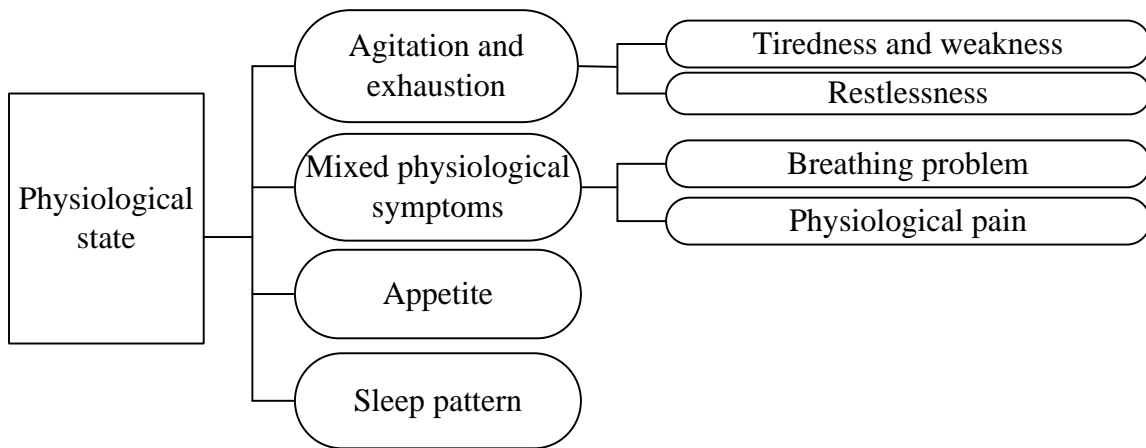 Physiological
state
Agitation and
exhaustion
Tiredness and weakness
Restlessness
Mixed physiological
symptoms
Breathing problem
Physiological pain
Appetite
Sleep pattern